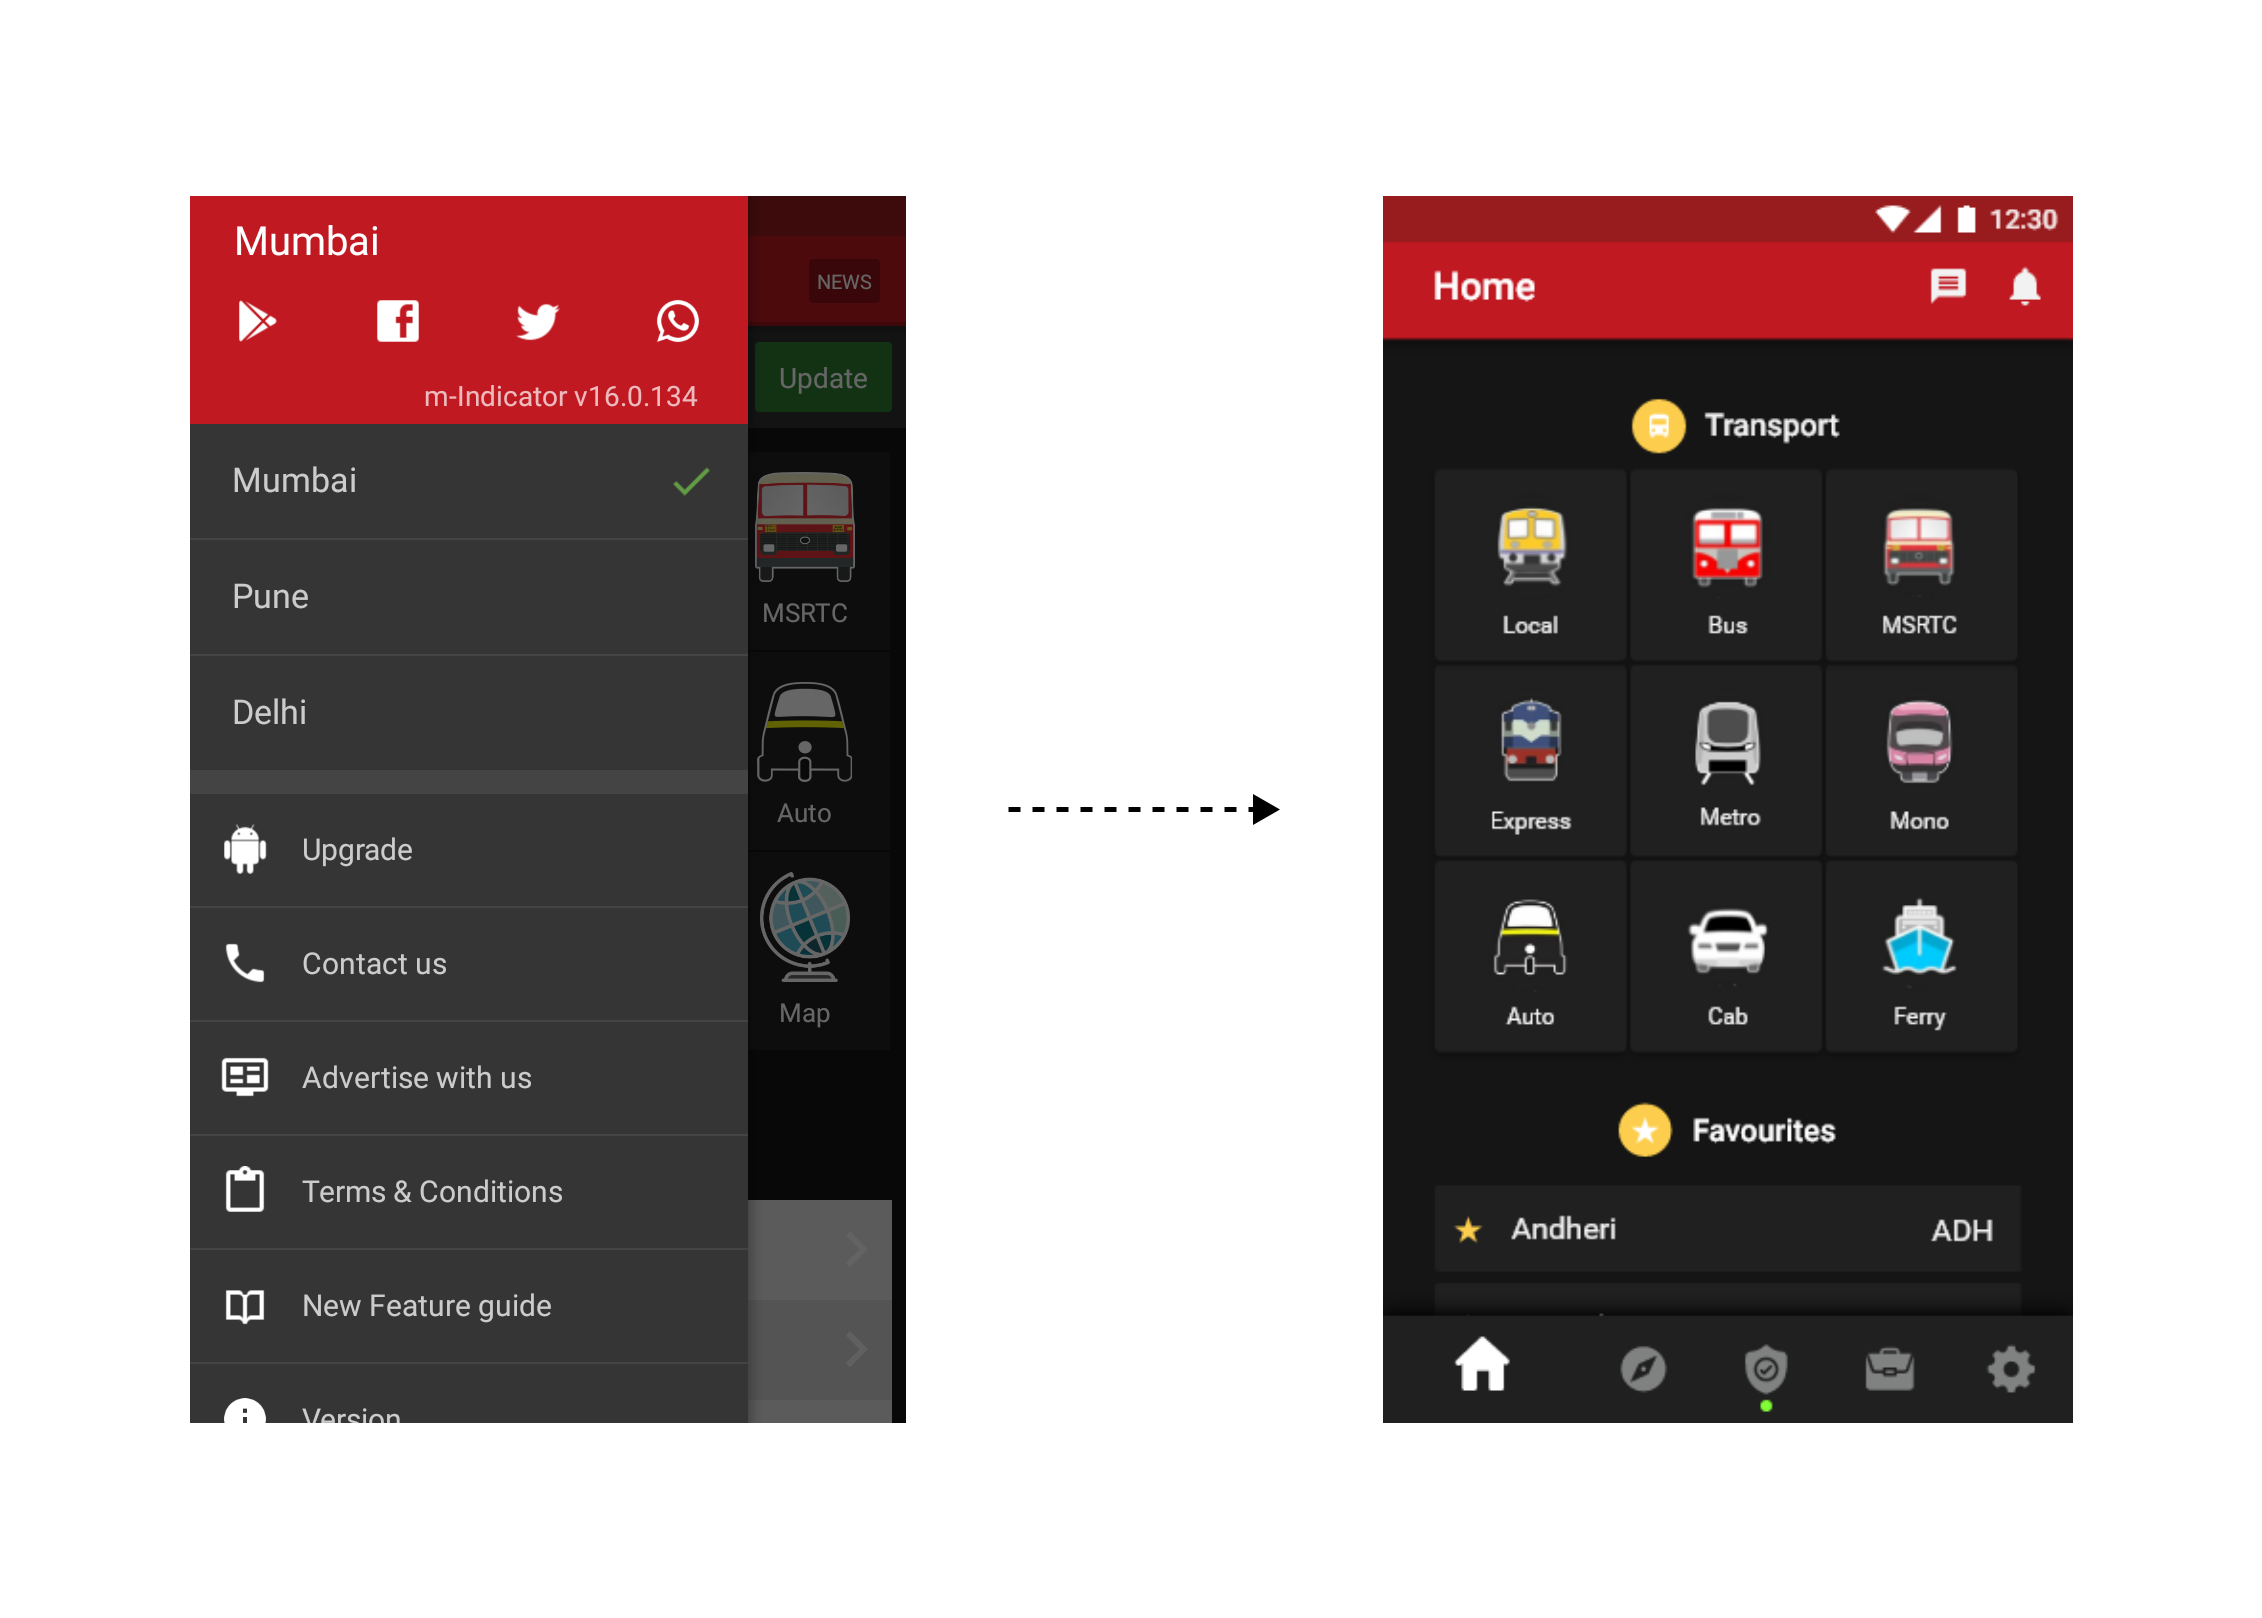 Mumbai
m-Indicator v16.0.134
Mumbai
Pune
Delhi
Upgrade
Contact us
Advertise with us
Terms & Conditions
New Feature guide
Version
NEWS
Update
MSRTC
Auto
Map
12:30
Home
Transport
Local Bus MSRTC
Express Metro Mono
Auto Cab Ferry
Favourites
Andheri ADH